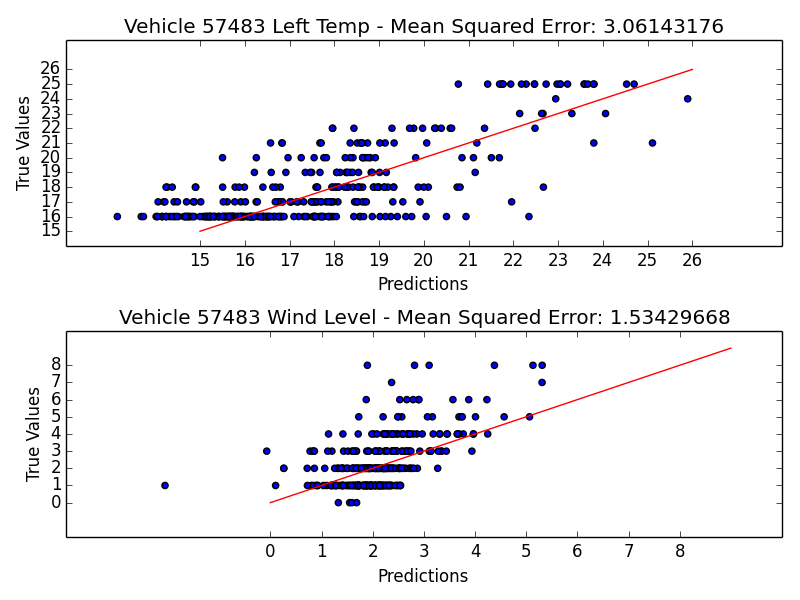 Vehicle 57483 Left Temp - Mean Squared Error: 3.06143176
26
25
24
23
22
21
20
19
18
17
16
15
True Values
15 16 17 18 19 20 21 22 23 24 25 26
Predictions
Vehicle 57483 Wind Level - Mean Squared Error: 1.53429668
8
7
6
5
4
3
2
1
0
True Values
0 1 2 3 4 5 6 7 8
Predictions